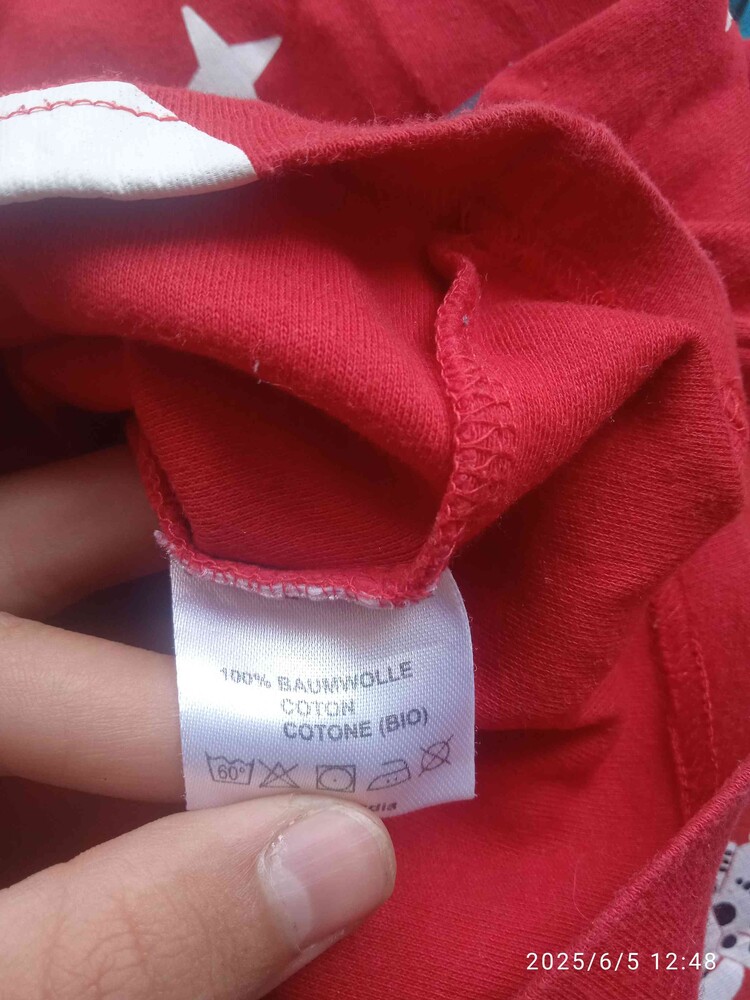 100% BAUMWOLLE
COTON
COTONE (BIO)
60°
2025/6/5 12:48